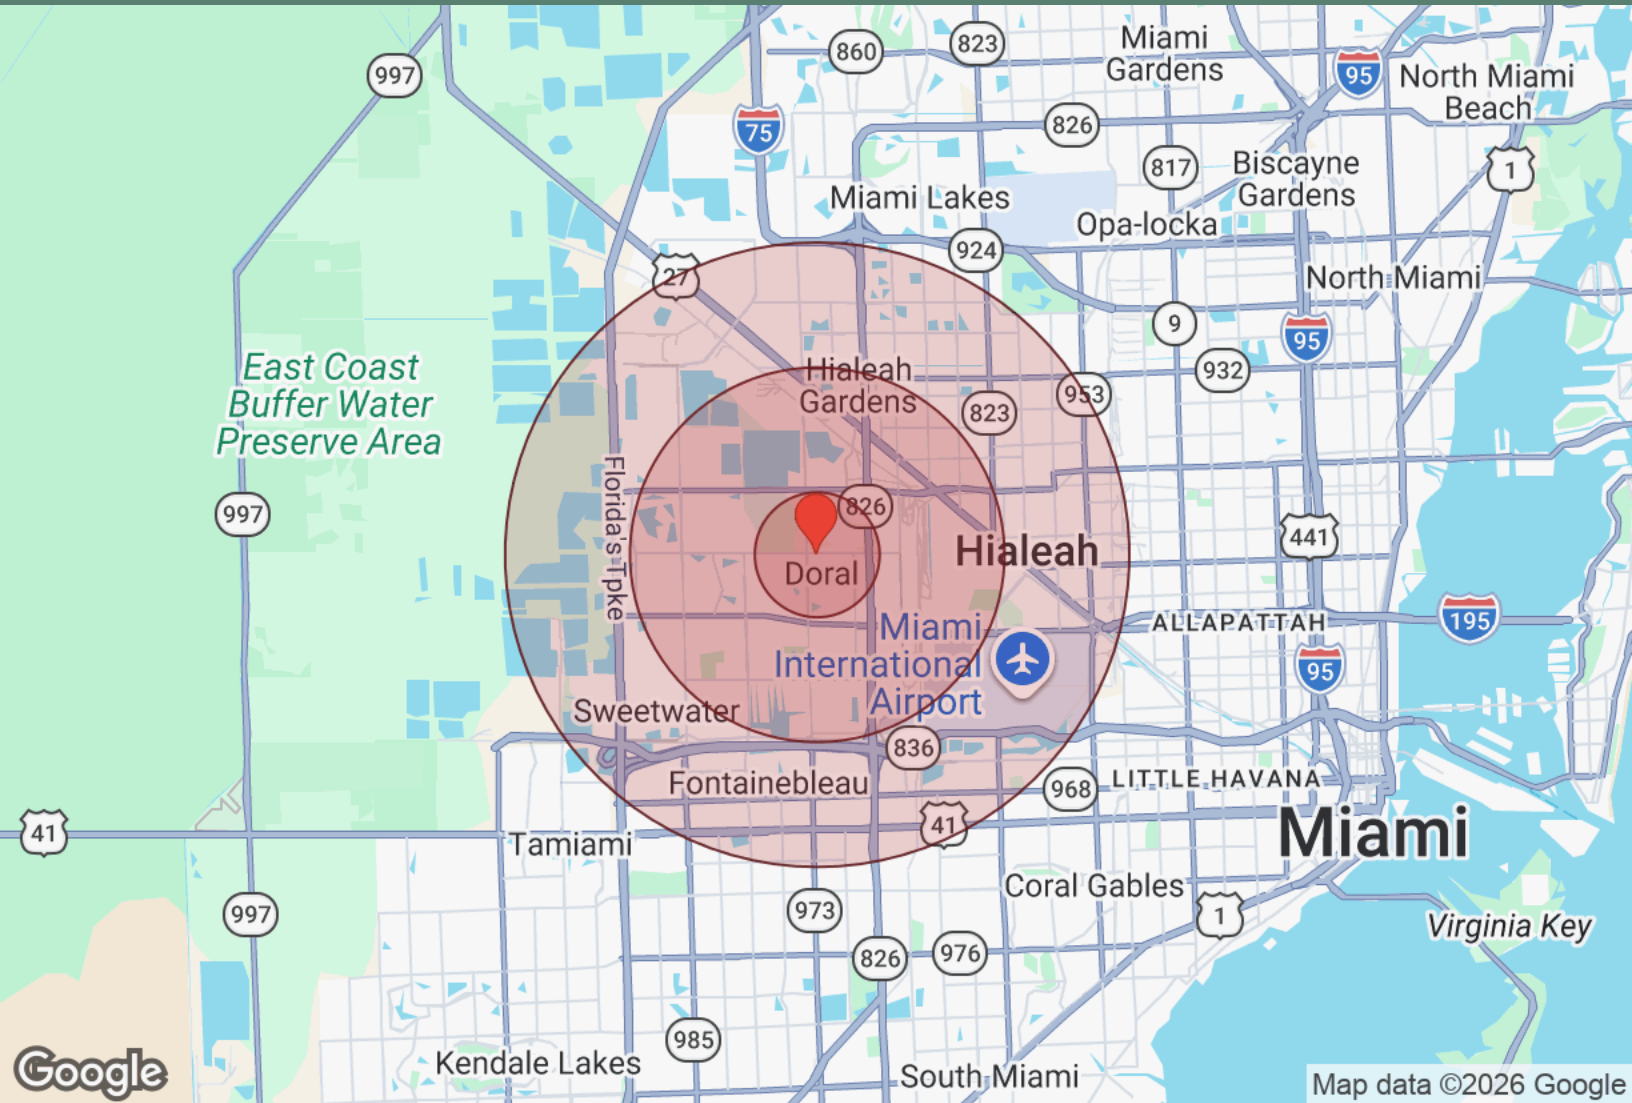 997
860
823
Miami
Gardens
95
North Miami
Beach
75
826
817
Biscayne
Gardens
1
Miami Lakes
Opa-locka
924
27
North Miami
9
95
East Coast
Buffer Water
Preserve Area
Hialeah
Gardens
932
953
823
Florida's Tpke
997
826
441
Hialeah
Doral
ALLAPATTAH
195
Miami
International
Airport
95
Sweetwater
836
Fontainebleau
968
LITTLE HAVANA
41
41
Tamiami
Miami
Coral Gables
997
973
1
Virginia Key
826
976
985
Kendale Lakes
South Miami
Google
Map data ©2026 Google